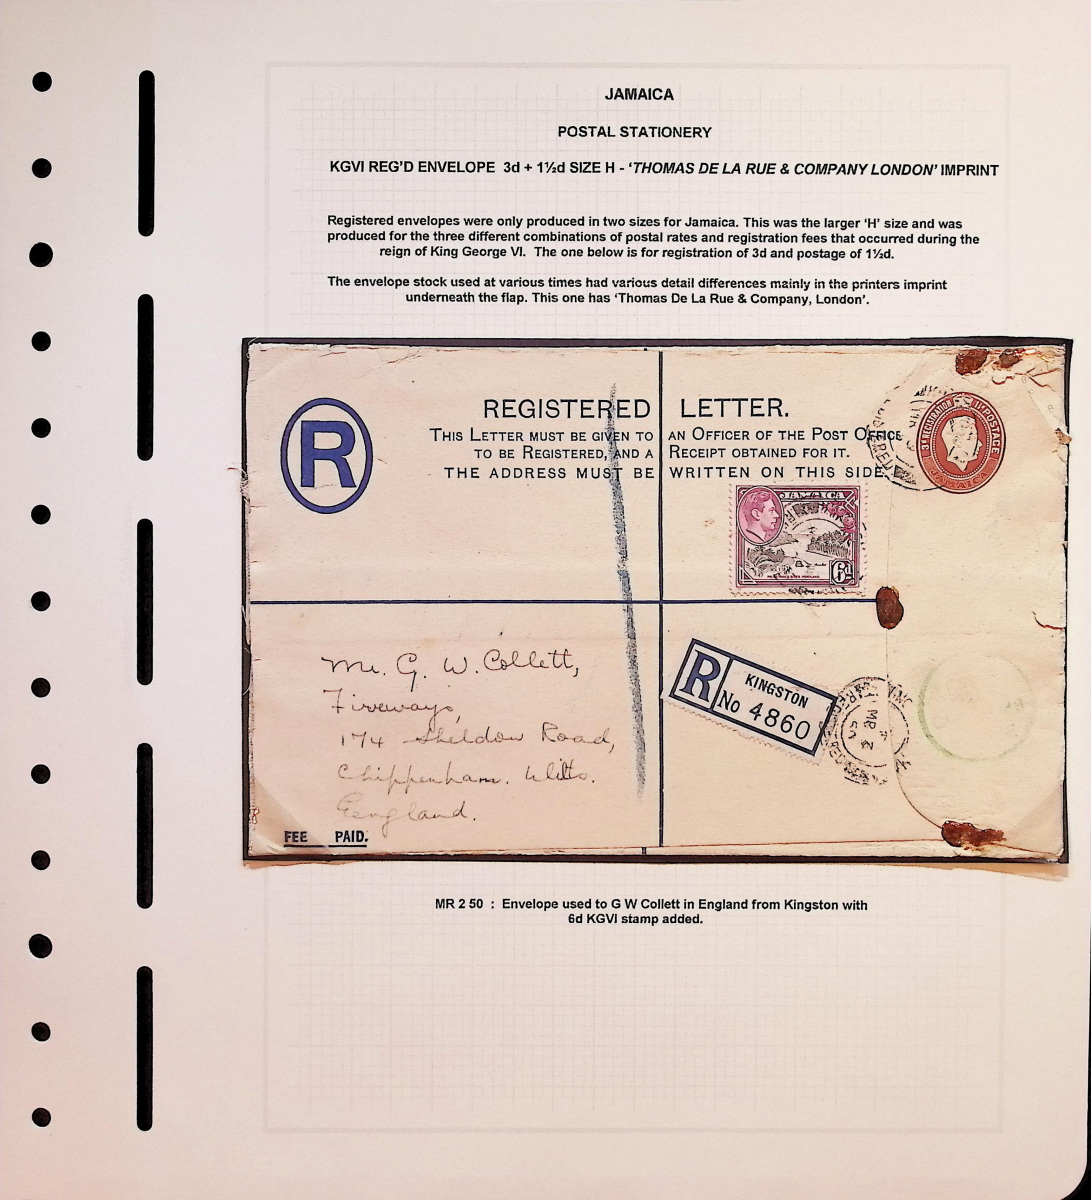 JAMAICA
POSTAL STATIONERY
KGVI REG'D ENVELOPE 3d + 1½d SIZE H - 'THOMAS DE LA RUE & COMPANY LONDON' IMPRINT
Registered envelopes were only produced in two sizes for Jamaica. This was the larger 'H' size and was
produced for the three different combinations of postal rates and registration fees that occurred during the
reign of King George VI. The one below is for registration of 3d and postage of 1½d.
The envelope stock used at various times had various detail differences mainly in the printers imprint
underneath the flap. This one has 'Thomas De La Rue & Company, London'.
R
REGISTERED LETTER.
THIS LETTER MUST BE GIVEN TO AN OFFICER OF THE POST OFFICE
TO BE REGISTERED, AND A RECEIPT OBTAINED FOR IT.
THE ADDRESS MUST BE WRITTEN ON THIS SIDE.
REGISTRATION IMPOSTAGE
JAMAICA
JAMAICA
6d
Mr. G. W. Collett,
Fiveways,
174 Sheldon Road,
Chippenham. Wilts.
England.
FEE PAID.
R
KINGSTON
No 4860
MR 2
50
MR 2 50 : Envelope used to G W Collett in England from Kingston with
6d KGVI stamp added.